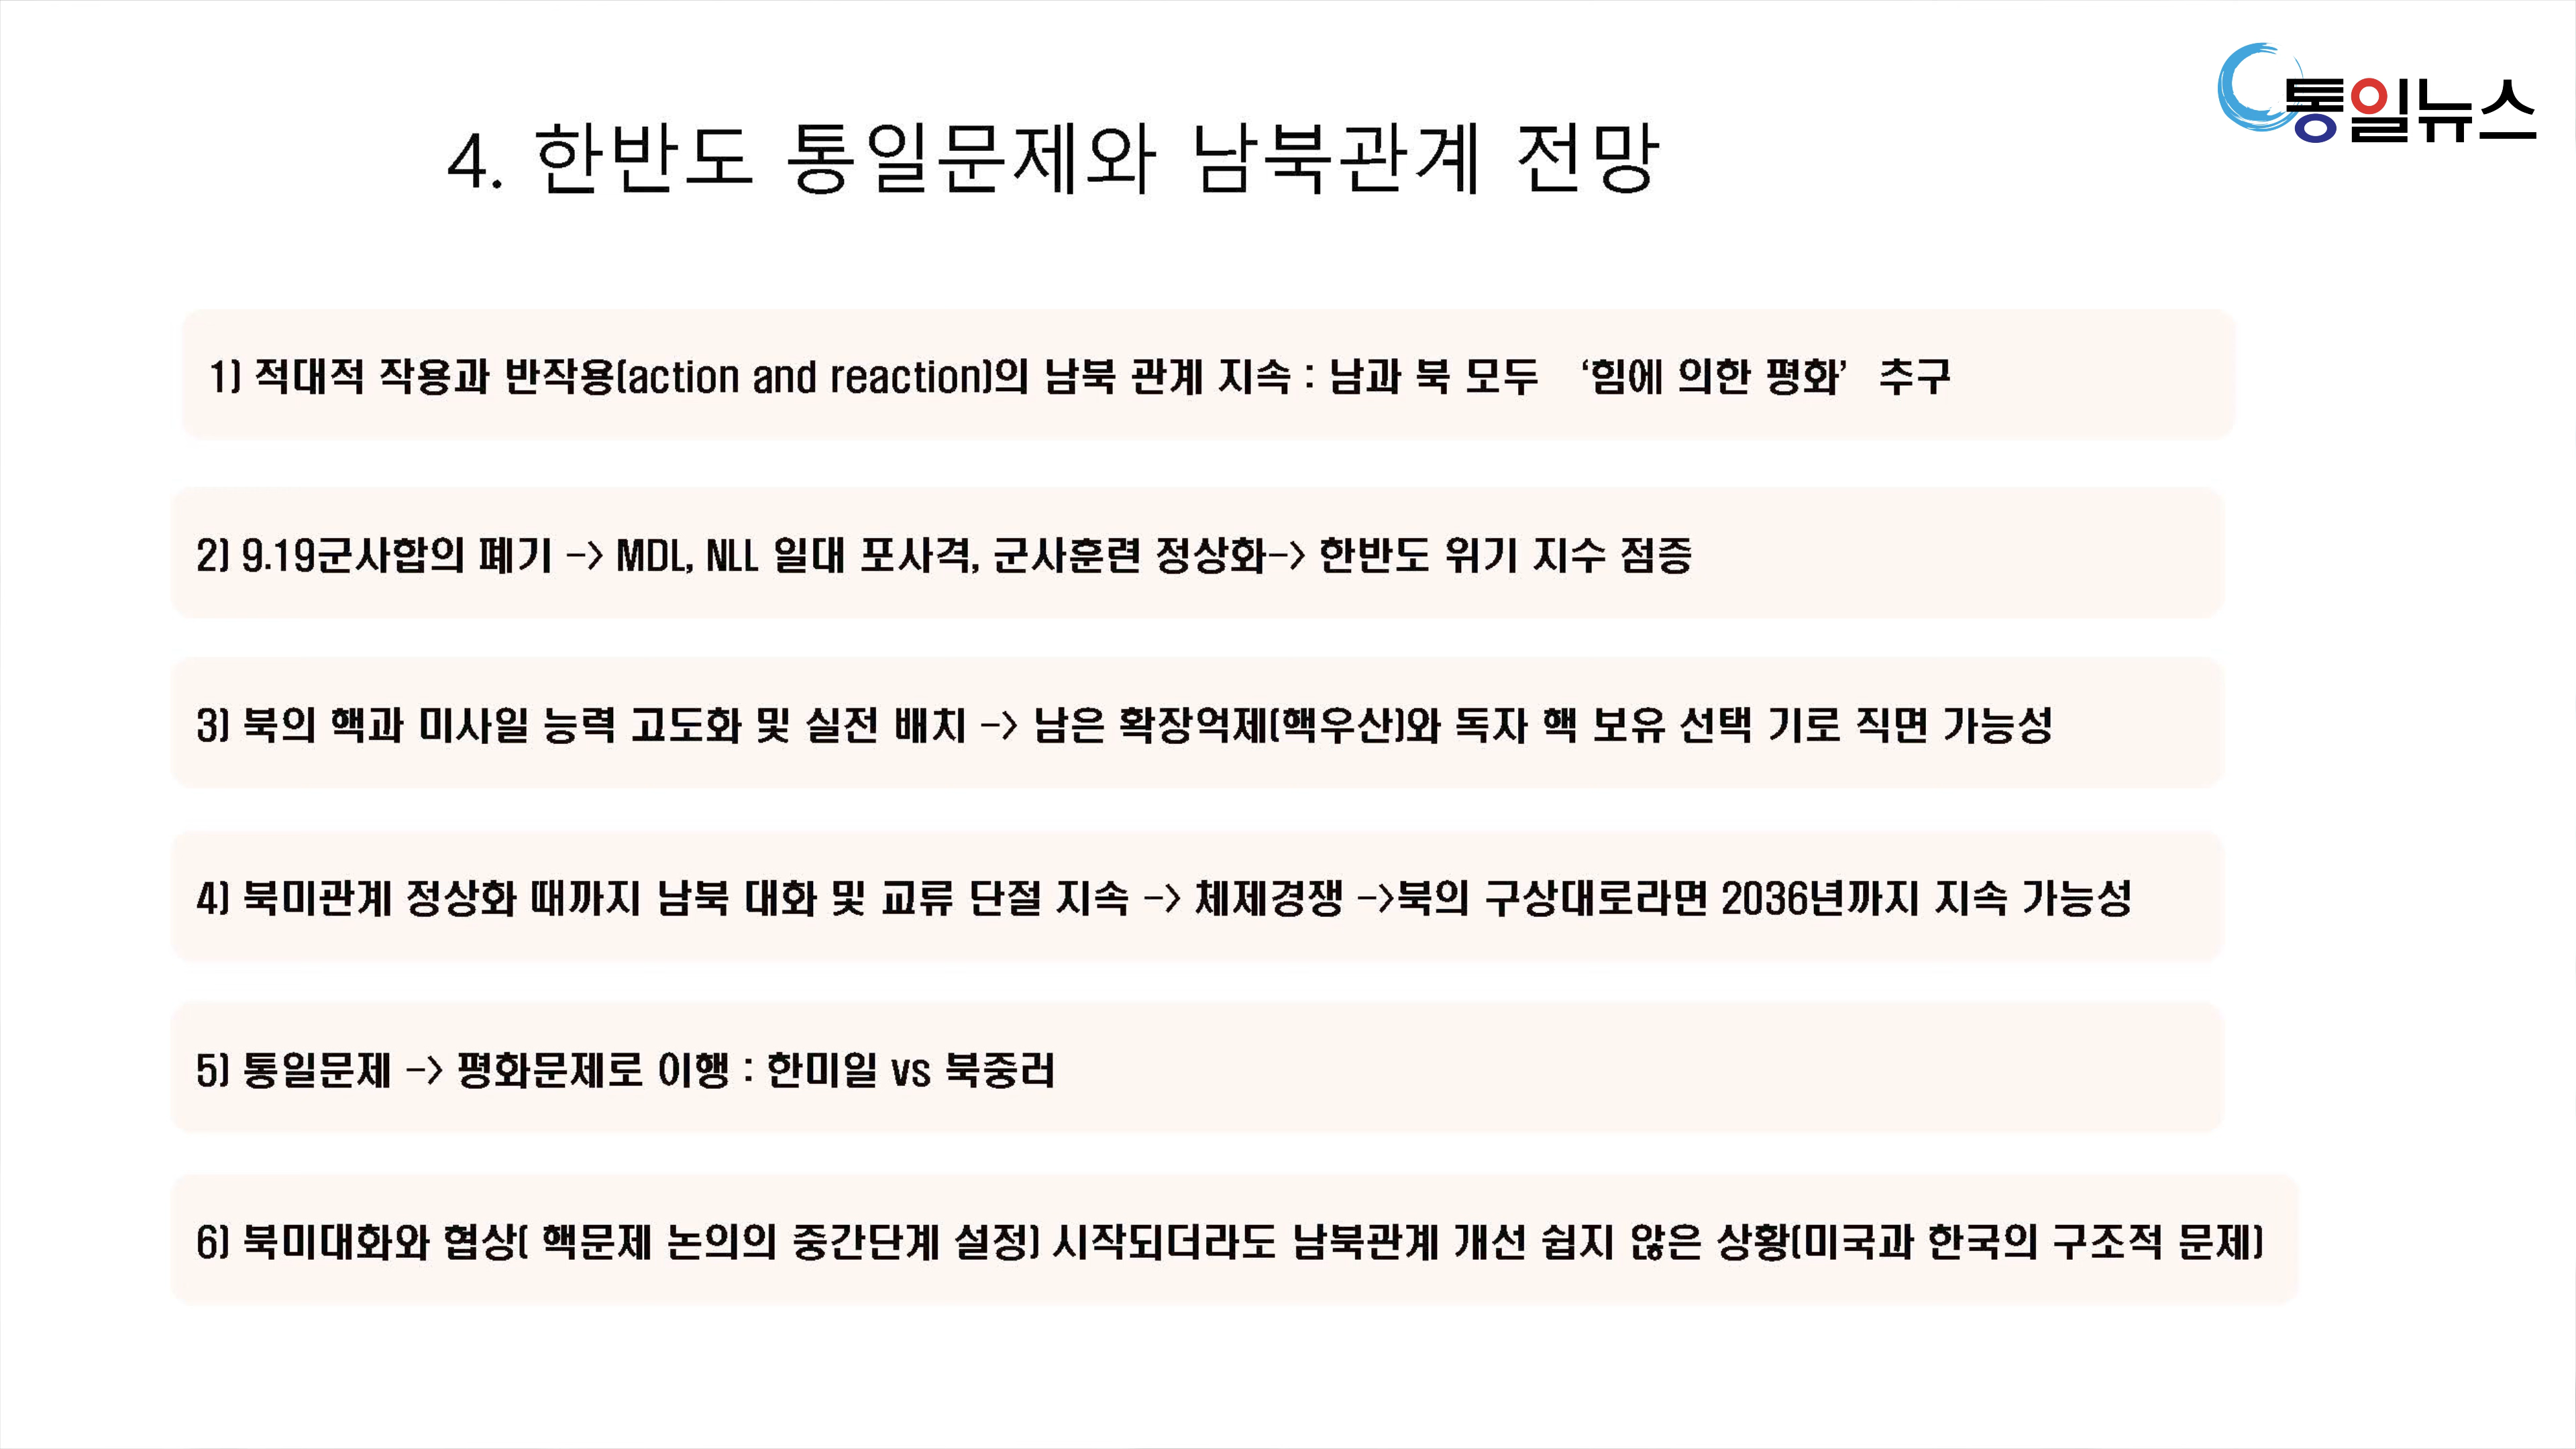 통일뉴스
4. 한반도 통일문제와 남북관계 전망
1) 적대적 작용과 반작용(action and reaction)의 남북 관계 지속 : 남과 북 모두 ‘힘에 의한 평화’ 추구
2) 9.19군사합의 폐기 -> MDL, NLL 일대 포사격, 군사훈련 정상화-> 한반도 위기 지수 점증
3) 북의 핵과 미사일 능력 고도화 및 실전 배치 -> 남은 확장억제(핵우산)와 독자 핵 보유 선택 기로 직면 가능성
4) 북미관계 정상화 때까지 남북 대화 및 교류 단절 지속 -> 체제경쟁 ->북의 구상대로라면 2036년까지 지속 가능성
5) 통일문제 -> 평화문제로 이행 : 한미일 vs 북중러
6) 북미대화와 협상( 핵문제 논의의 중간단계 설정) 시작되더라도 남북관계 개선 쉽지 않은 상황(미국과 한국의 구조적 문제)